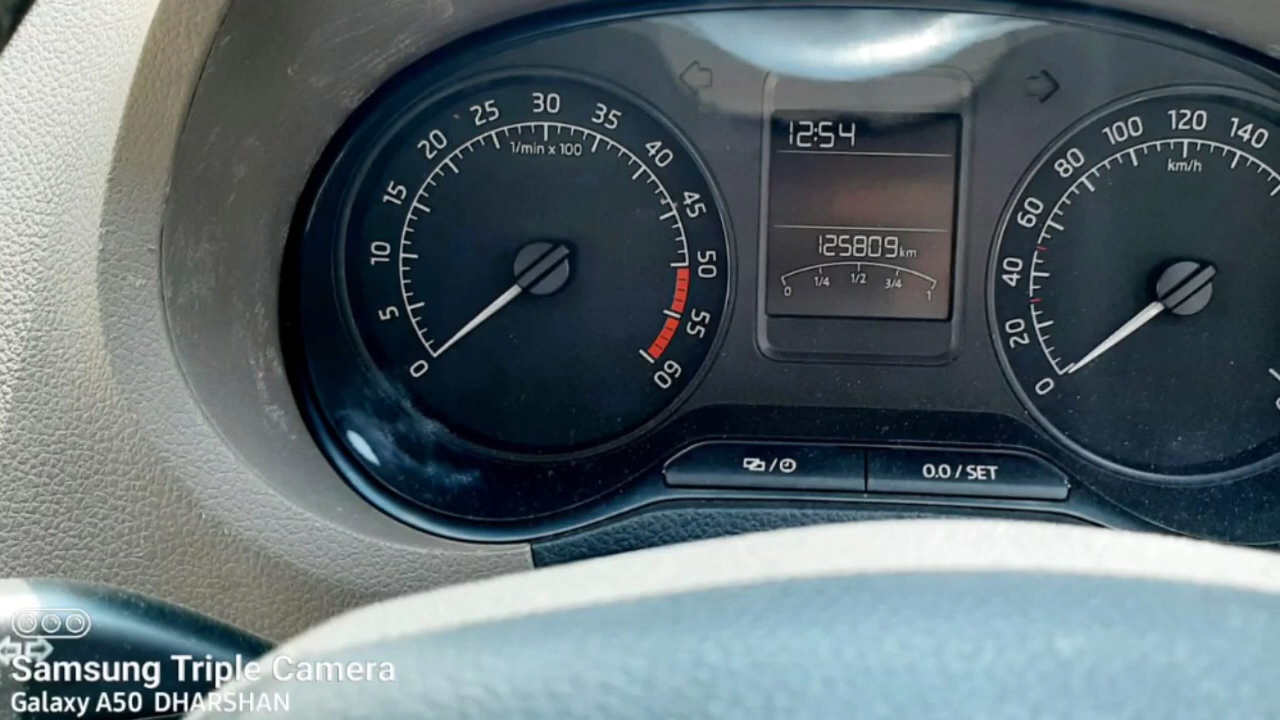 0 5 10 15 20 25 30 35 40 45 50 55 60
1/min x 100
12:54
125809 km
0 1/4 1/2 3/4 1
0 20 40 60 80 100 120 140
km/h
0.0 / SET
Samsung Triple Camera
Galaxy A50 DHARSHAN